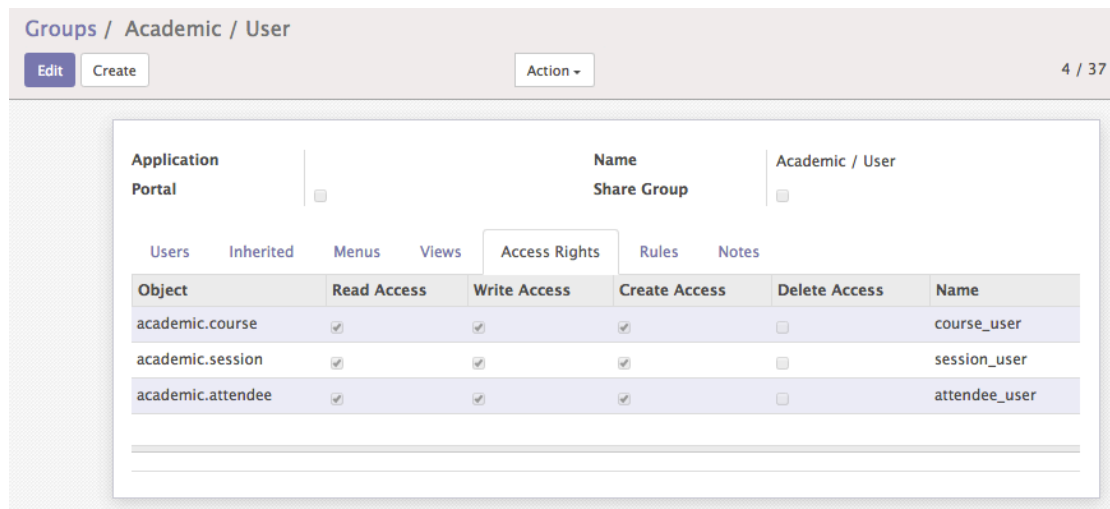 Groups / Academic / User
Edit Create Action 4 / 37
Application Name Academic / User
Portal Share Group
Users Inherited Menus Views Access Rights Rules Notes
Object Read Access Write Access Create Access Delete Access Name
academic.course course_user
academic.session session_user
academic.attendee attendee_user